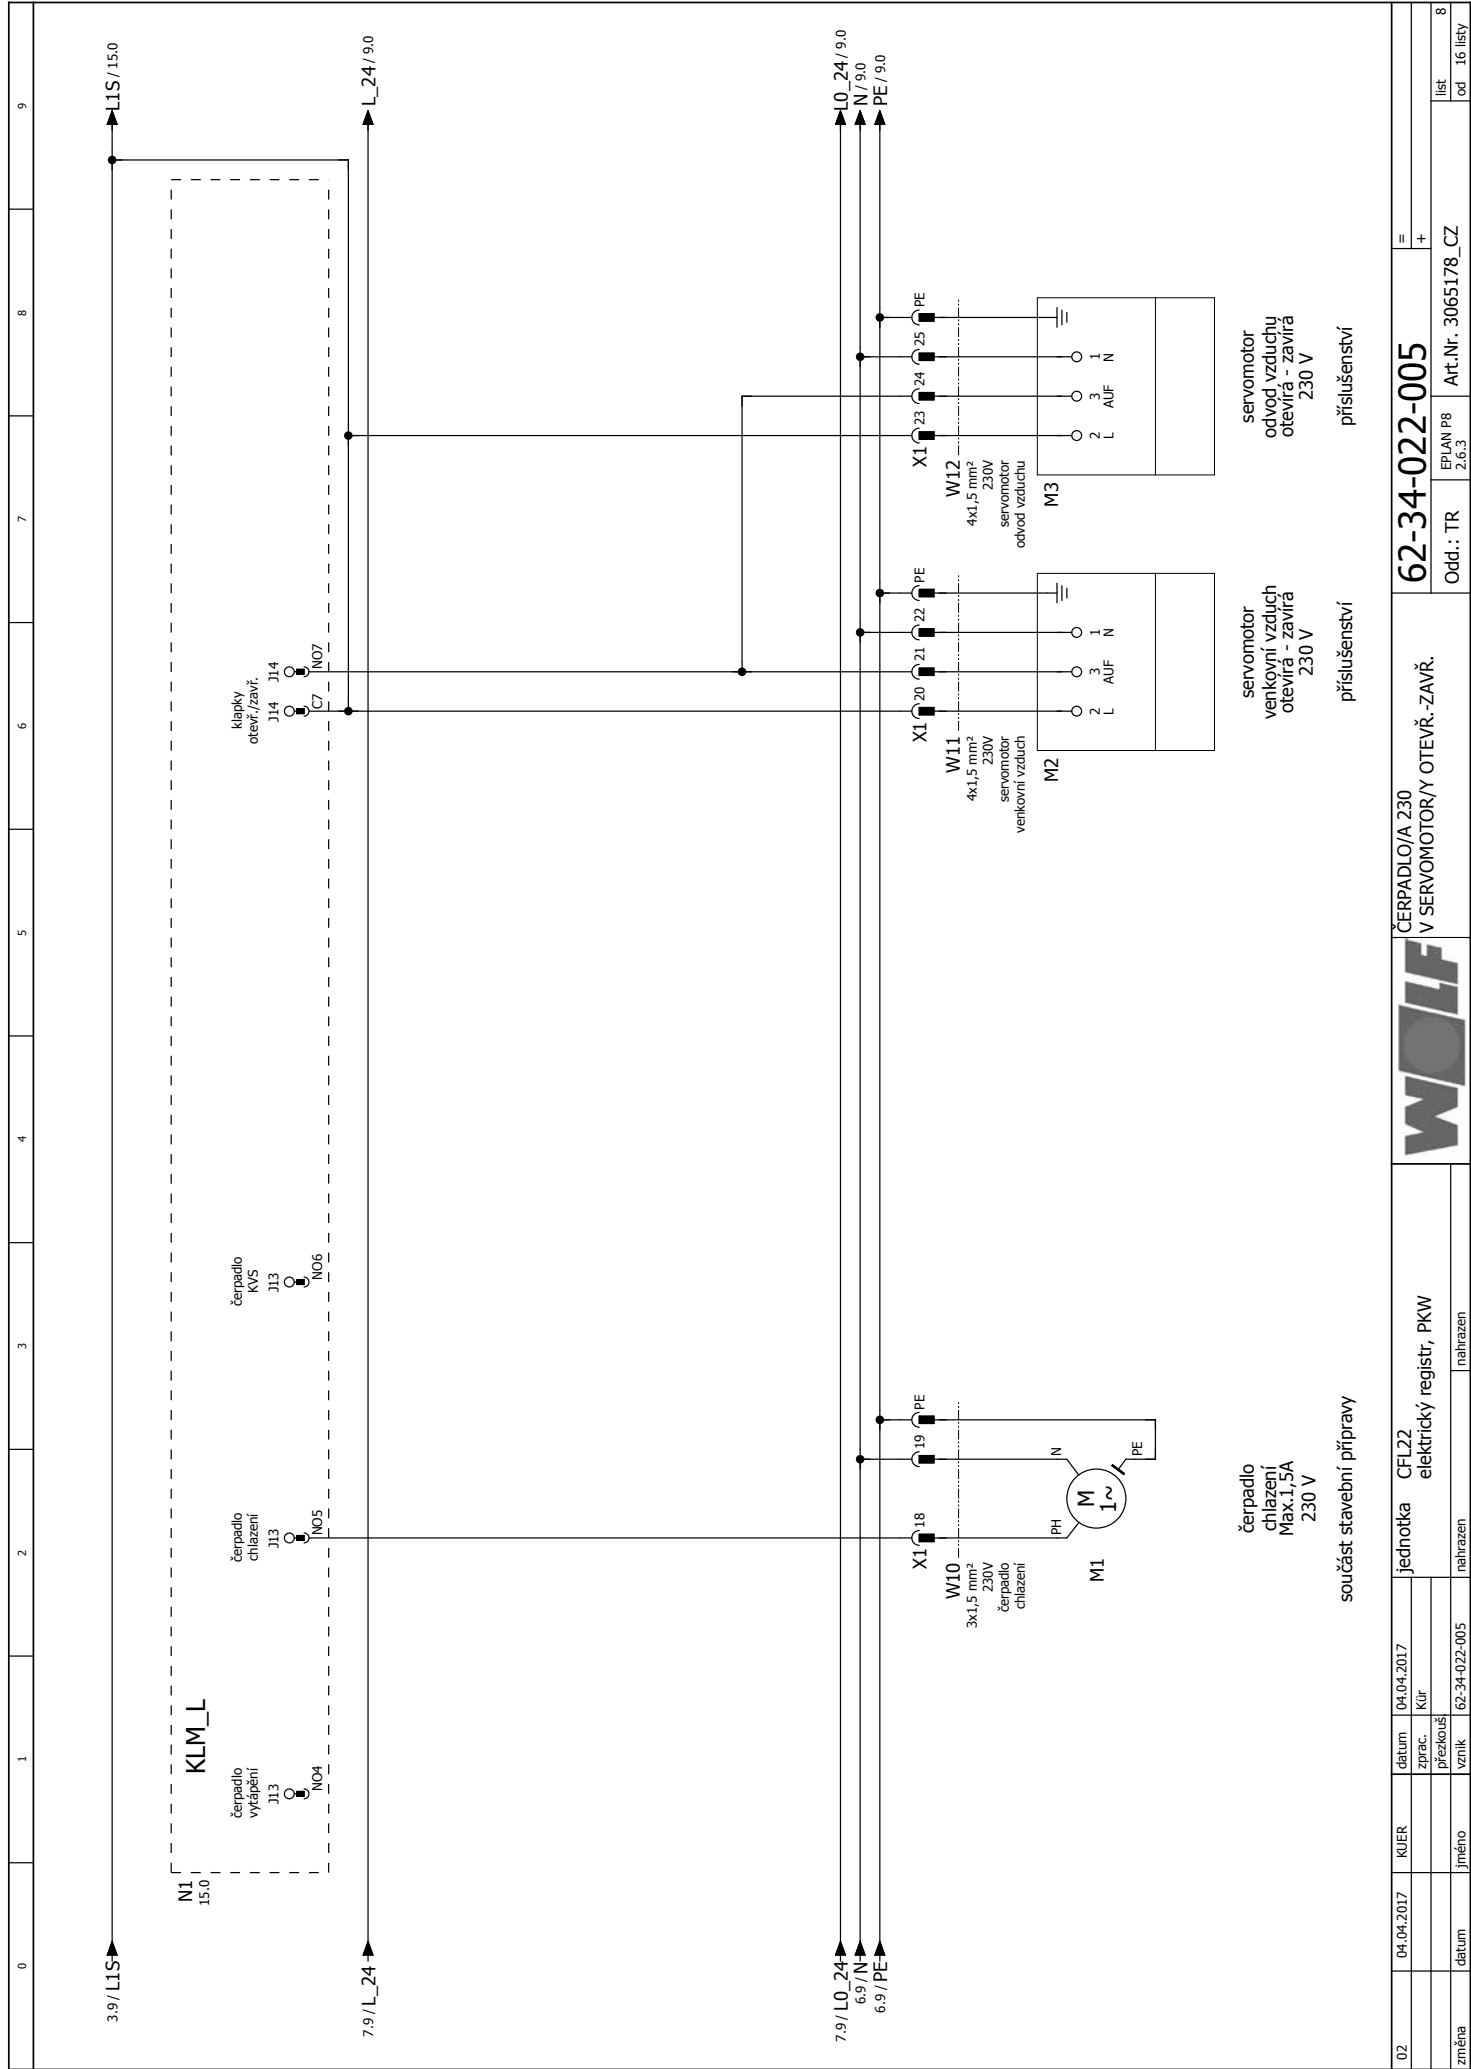 0 1 2 3 4 5 6 7 8 9
3.9 / L1S
L1S / 15.0
N1
15.0
KLM_L
čerpadlo
vytápění
J13
NO4
čerpadlo
chlazení
J13
NO5
čerpadlo
KVS
J13
NO6
klapky
otevř./zavř.
J14 J14
C7 NO7
7.9 / L_24
L_24 / 9.0
7.9 / L0_24
L0_24 / 9.0
6.9 / N
N / 9.0
6.9 / PE
PE / 9.0
X1 18 19 PE
W10
3x1,5 mm²
230V
čerpadlo
chlazení
PH N
M
1~
PE
M1
čerpadlo
chlazení
Max.1,5A
230 V
součást stavební přípravy
X1 20 21 22 PE
W11
4x1,5 mm²
230V
servomotor
venkovní vzduch
2 3 1
L AUF N
M2
servomotor
venkovní vzduch
otevírá - zavírá
230 V
příslušenství
X1 23 24 25 PE
W12
4x1,5 mm²
230V
servomotor
odvod vzduchu
2 3 1
L AUF N
M3
servomotor
odvod vzduchu
otevírá - zavírá
230 V
příslušenství
02 04.04.2017 KUER
změna datum jméno
datum 04.04.2017
zprac. Kür
přezkouš.
vznik 62-34-022-005
jednotka CFL22
elektrický registr, PKW
nahrazen nahrazen
WOLF
ČERPADLO/A 230
V SERVOMOTOR/Y OTEVŘ.-ZAVŘ.
62-34-022-005
=
+
Odd.: TR
EPLAN P8
2.6.3
Art.Nr. 3065178_CZ
list 8
od 16 listy